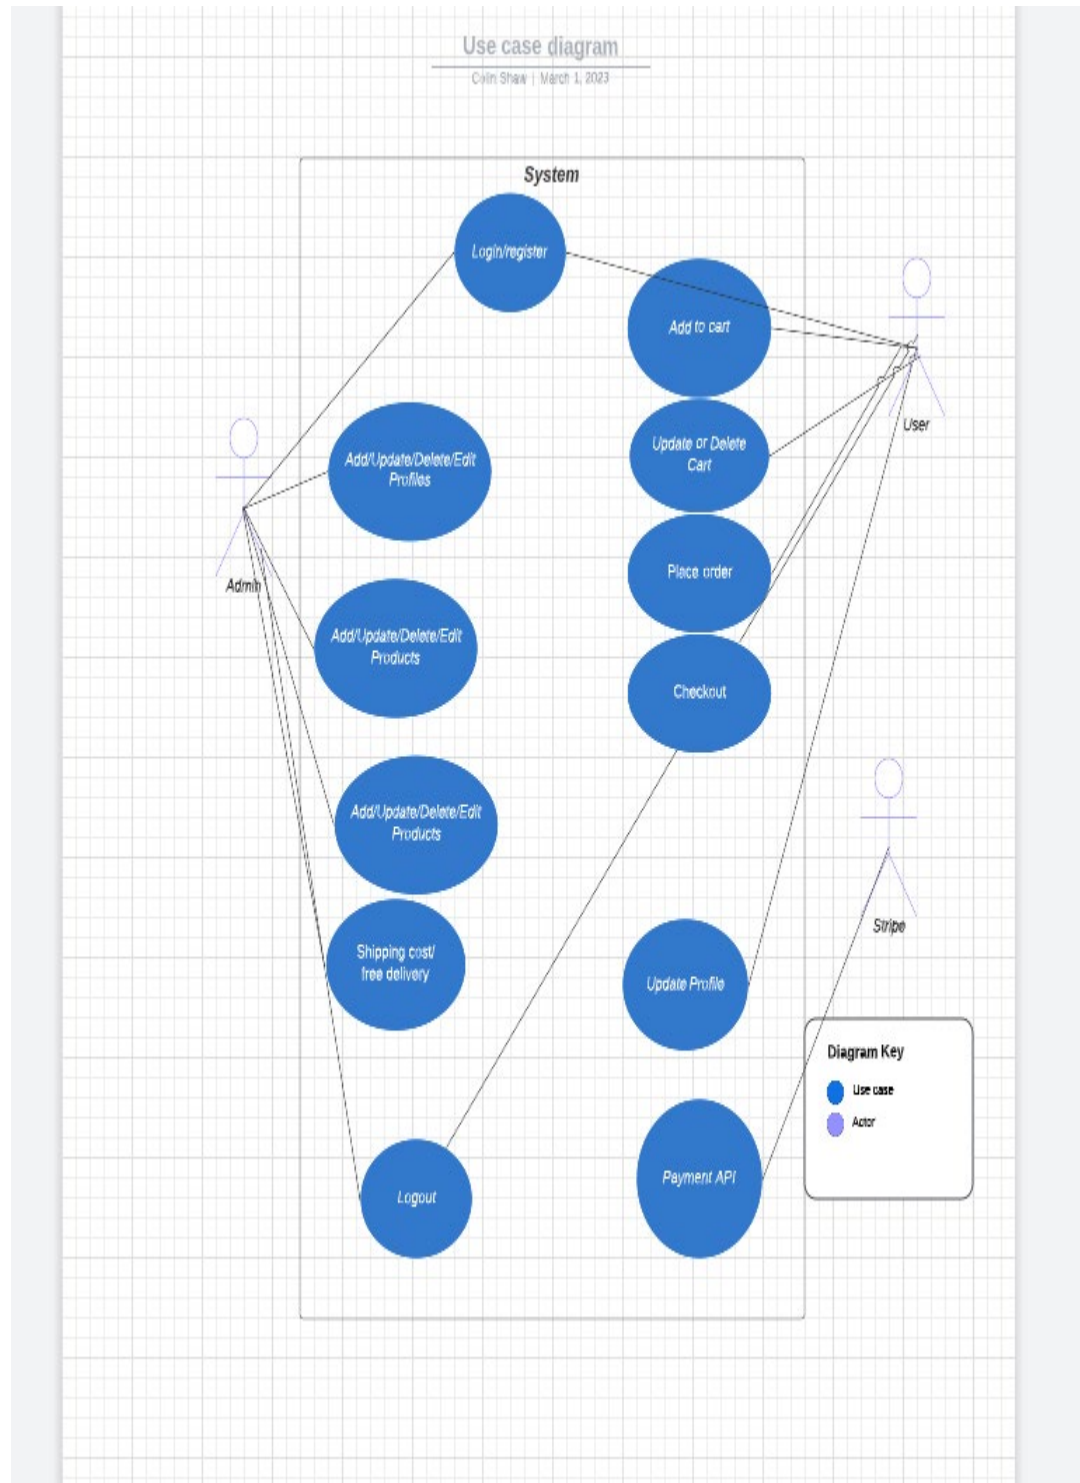 Use case diagram
Colin Shaw | March 1, 2023
System
Login/register
Add to cart
User
Update or Delete
Cart
Add/Update/Delete/Edit
Profiles
Admin
Place order
Add/Update/Delete/Edit
Products
Checkout
Add/Update/Delete/Edit
Products
Stripe
Shipping cost/
free delivery
Update Profile
Diagram Key
Use case
Actor
Payment API
Logout